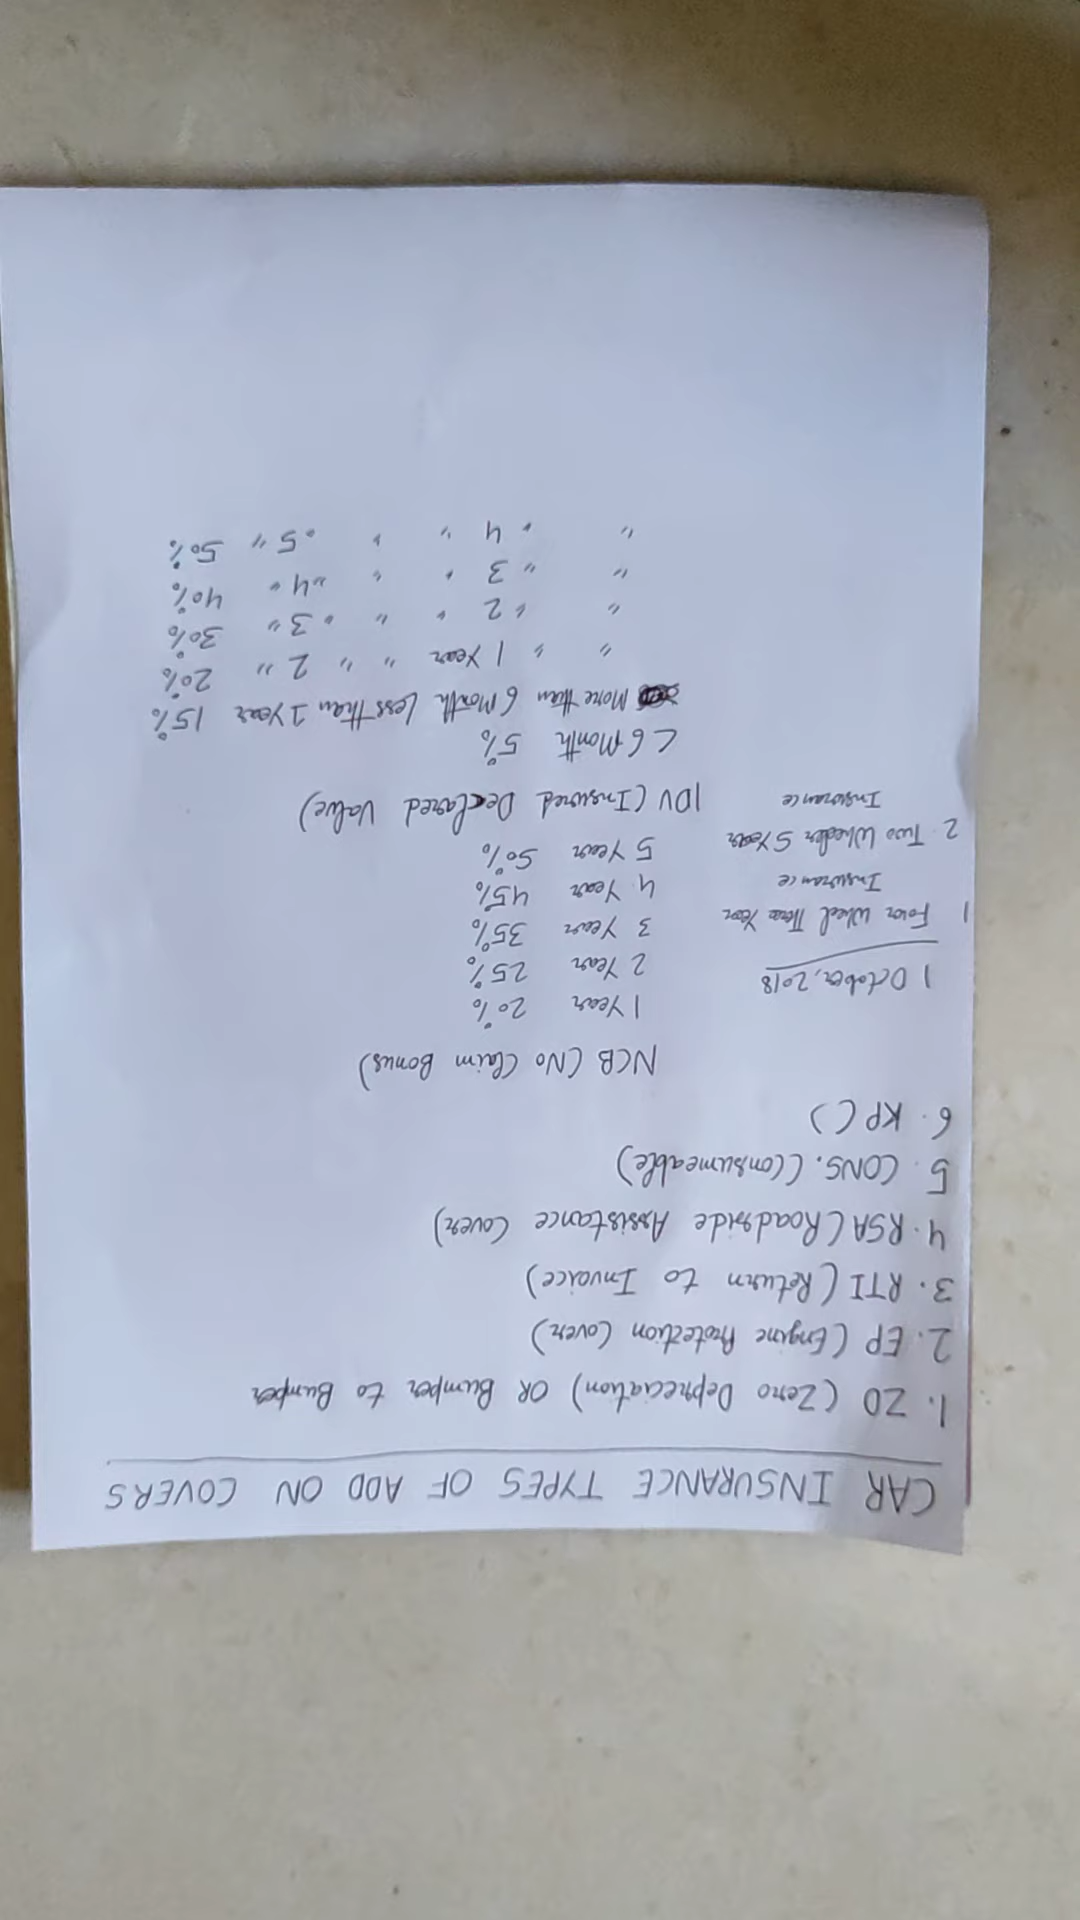 CAR INSURANCE TYPES OF ADD ON COVERS
1. ZD (Zero Depreciation) OR Bumper to Bumper
2. EP (Engine Protection Cover)
3. RTI (Return to Invoice)
4. RSA (Roadside Assistance Cover)
5. CONS. (Consumeable)
6. KP ( )
NCB (No Claim Bonus)
1 Year 20%
2 Year 25%
3 Year 35%
4 Year 45%
5 Year 50%
1 October, 2018
1 Four Wheel Year
Insurance
2. Two Wheeler 5 Year
Insurance
IDV (Insured Declared Value)
< 6 Month 5%
More than 6 Month Less than 1 Year 15%
" " 1 Year " " 2 " 20%
" " 2 " " " 3 " 30%
" " 3 " " " 4 " 40%
" " 4 " " " 5 " 50%